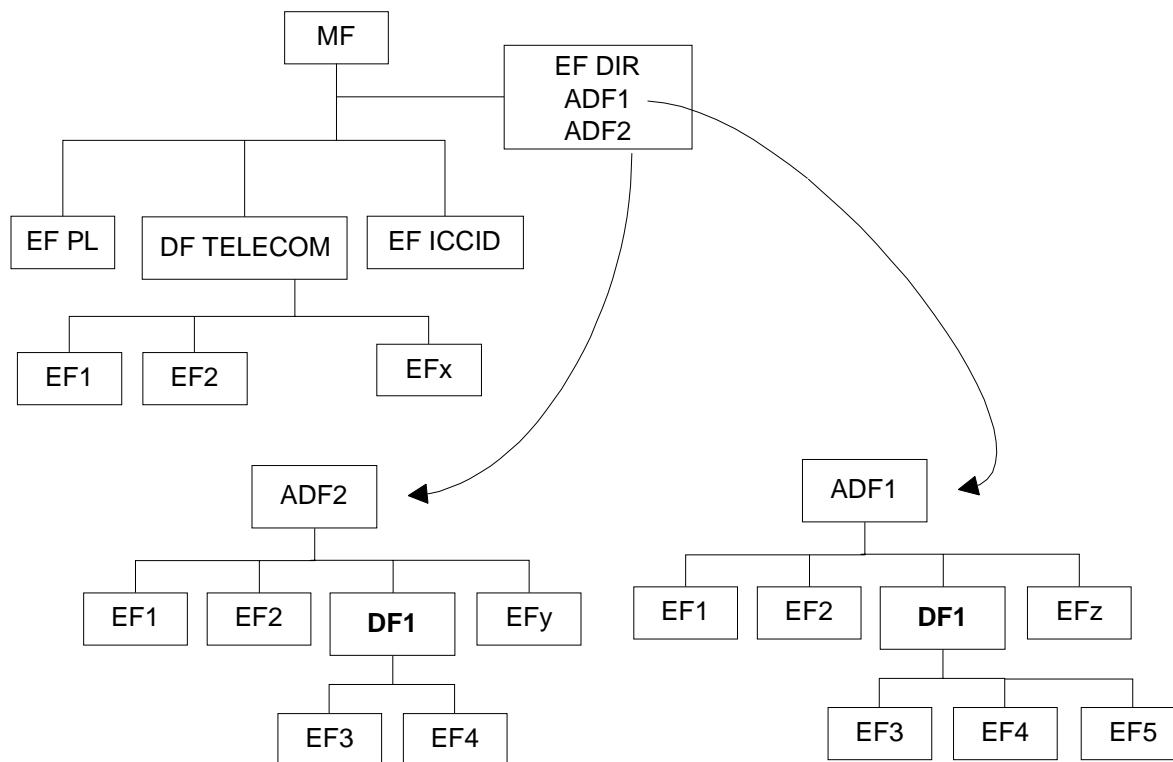 MF
EF DIR
ADF1
ADF2
EF PL
DF TELECOM
EF ICCID
EF1
EF2
EFx
ADF2
ADF1
EF1
EF2
DF1
EFy
EF1
EF2
DF1
EFz
EF3
EF4
EF3
EF4
EF5